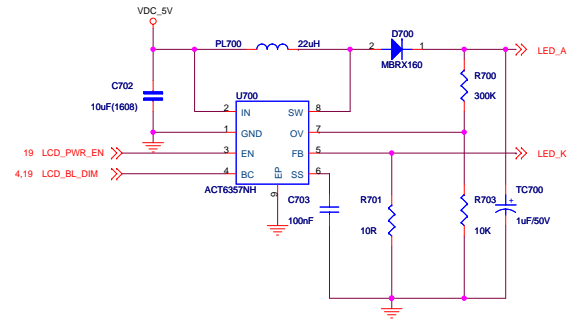 VDC_5V
D700
PL700 22uH 2 1 LED_A
MBRX160
C702
R700
10uF(1608)
U700
300K
2 IN SW 8
1 GND OV 7
19 LCD_PWR_EN 3 EN FB 5 LED_K
4,19 LCD_BL_DIM 4 BC SS 6
EP
ACT6357NH
9
C703
100nF
R701
10R
R703
10K
TC700
+
1uF/50V